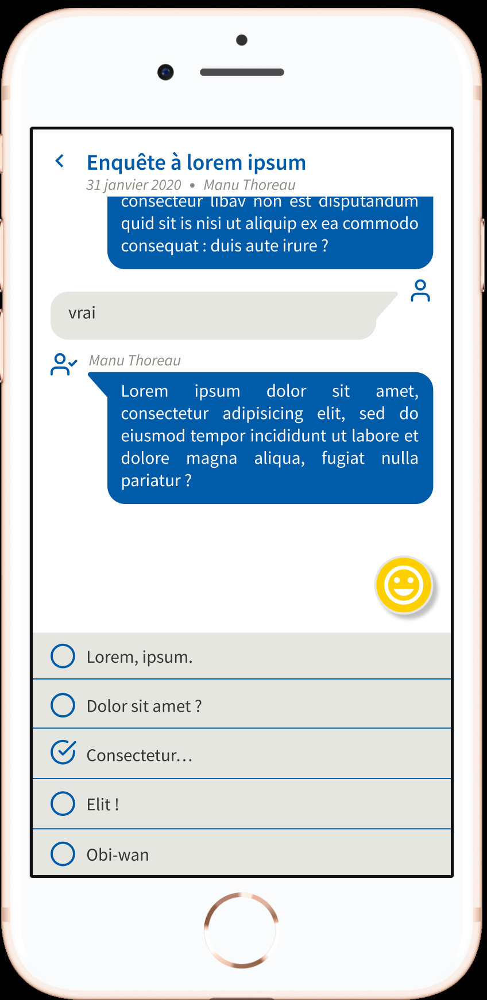 Enquête à lorem ipsum
31 janvier 2020 • Manu Thoreau
consecteur libav non est disputandum
quid sit is nisi ut aliquip ex ea commodo
consequat : duis aute irure ?
vrai
Manu Thoreau
Lorem ipsum dolor sit amet,
consectetur adipisicing elit, sed do
eiusmod tempor incididunt ut labore et
dolore magna aliqua, fugiat nulla
pariatur ?
Lorem, ipsum.
Dolor sit amet ?
Consectetur…
Elit !
Obi-wan